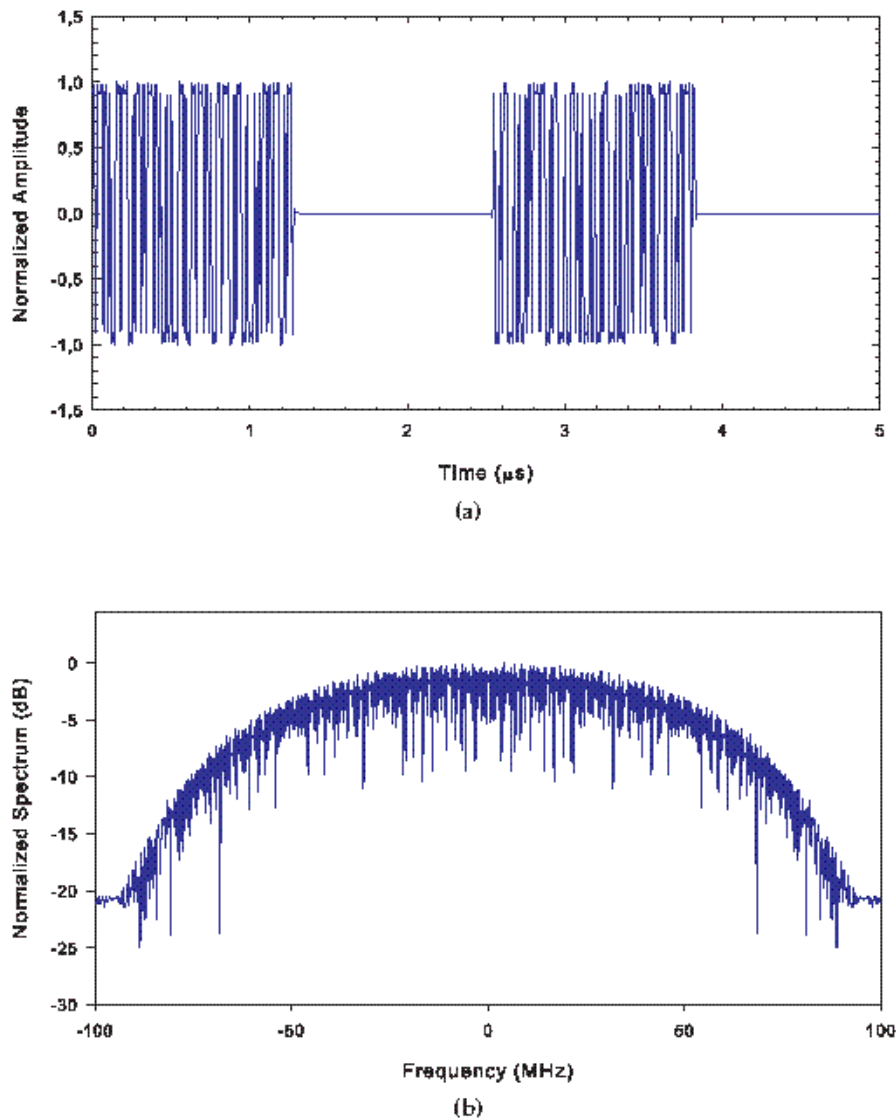 1,5
1,0
0,5
0,0
-0,5
-1,0
-1,5
Normalized Amplitude
0 1 2 3 4 5
Time (μs)
(a)
0
-5
-10
-15
-20
-25
-30
Normalized Spectrum (dB)
-100 -50 0 50 100
Frequency (MHz)
(b)